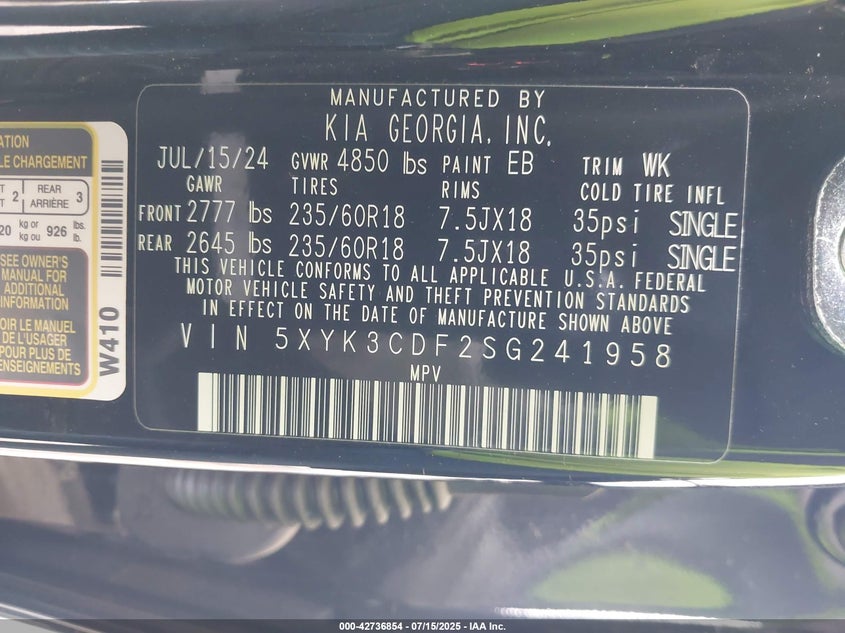 ATION
LE CHARGEMENT
2
REAR
ARRIÈRE
3
20
kg or
kg ou
926
lbs.
lb.
SEE OWNER'S
MANUAL FOR
ADDITIONAL
INFORMATION
VOIR LE MANUEL
DE L'USAGER
POUR PLUS DE
RENSEIGNEMENTS
W410
MANUFACTURED BY
KIA GEORGIA, INC.
JUL/15/24 GVWR 4850 lbs PAINT EB TRIM WK
GAWR TIRES RIMS COLD TIRE INFL
FRONT 2777 lbs 235/60R18 7.5JX18 35psi SINGLE
REAR 2645 lbs 235/60R18 7.5JX18 35psi SINGLE
THIS VEHICLE CONFORMS TO ALL APPLICABLE U.S.A. FEDERAL
MOTOR VEHICLE SAFETY AND THEFT PREVENTION STANDARDS
IN EFFECT ON THE DATE OF MANUFACTURE SHOWN ABOVE
VIN 5XYK3CDF2SG241958
MPV
000-42736854 - 07/15/2025 - IAA Inc.